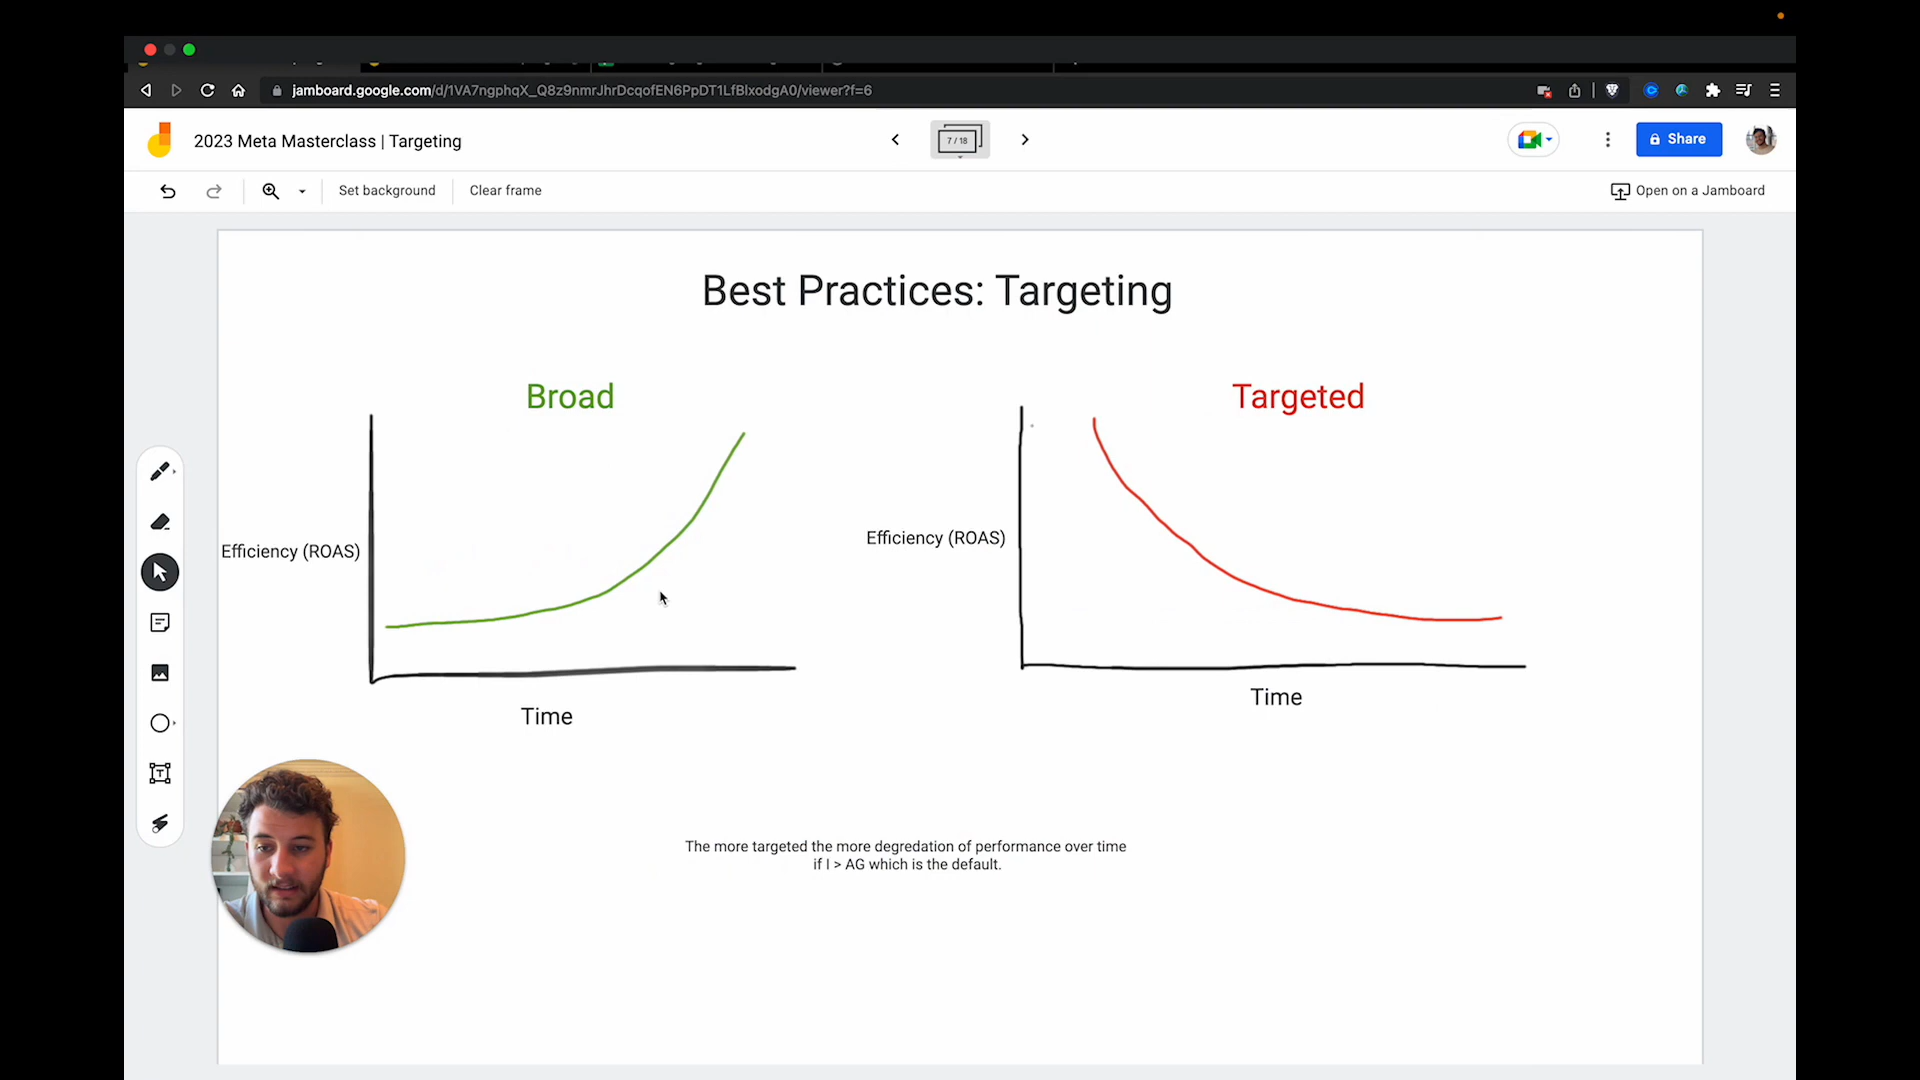 jamboard.google.com/d/1VA7ngphqX_Q8z9nmrJhrDcqofEN6PpDT1LfBlxodgA0/viewer?f=6
2023 Meta Masterclass | Targeting
7 / 18
Share
Set background
Clear frame
Open on a Jamboard
Best Practices: Targeting
Broad
Targeted
Efficiency (ROAS)
Efficiency (ROAS)
Time
Time
The more targeted the more degredation of performance over time
if I > AG which is the default.